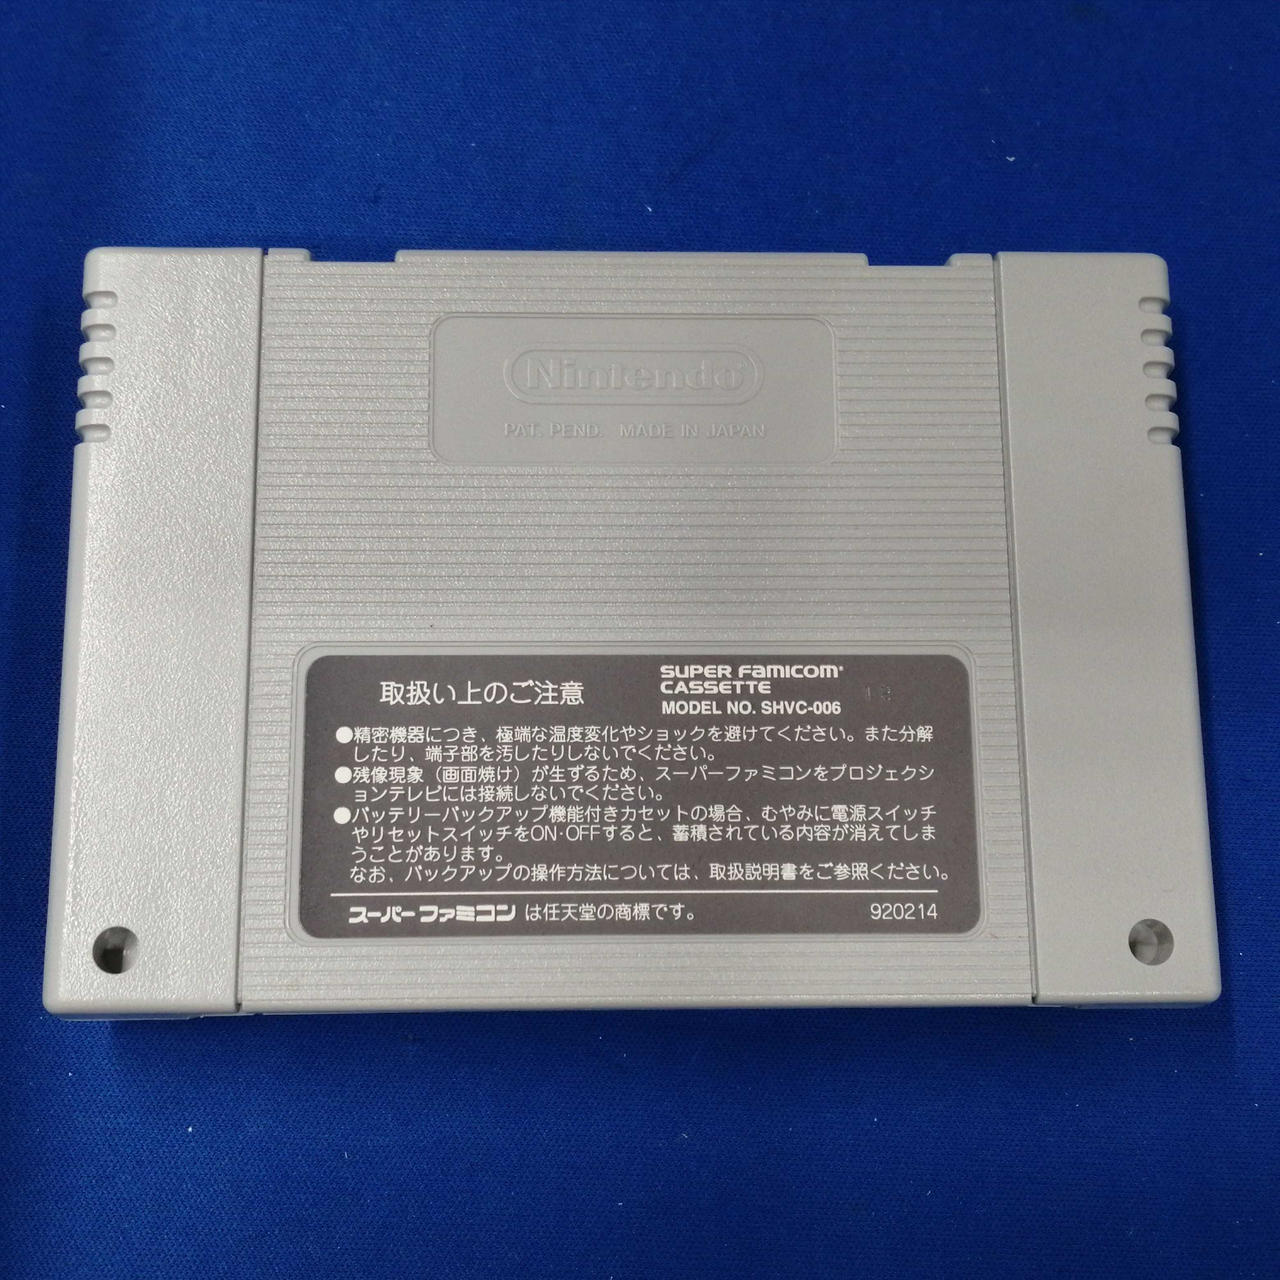 Nintendo
PAT. PEND. MADE IN JAPAN
取扱い上のご注意
SUPER FAMICOM
CASSETTE
MODEL NO. SHVC-006
●精密機器につき、極端な温度変化やショックを避けてください。また分解
したり、端子部を汚したりしないでください。
●残像現象（画面焼け）が生ずるため、スーパーファミコンをプロジェクシ
ョンテレビには接続しないでください。
●バッテリーバックアップ機能付きカセットの場合、むやみに電源スイッチ
やリセットスイッチをON·OFFすると、蓄積されている内容が消えてしま
うことがあります。
なお、バックアップの操作方法については、取扱説明書をご参照ください。
スーパーファミコン は任天堂の商標です。
920214